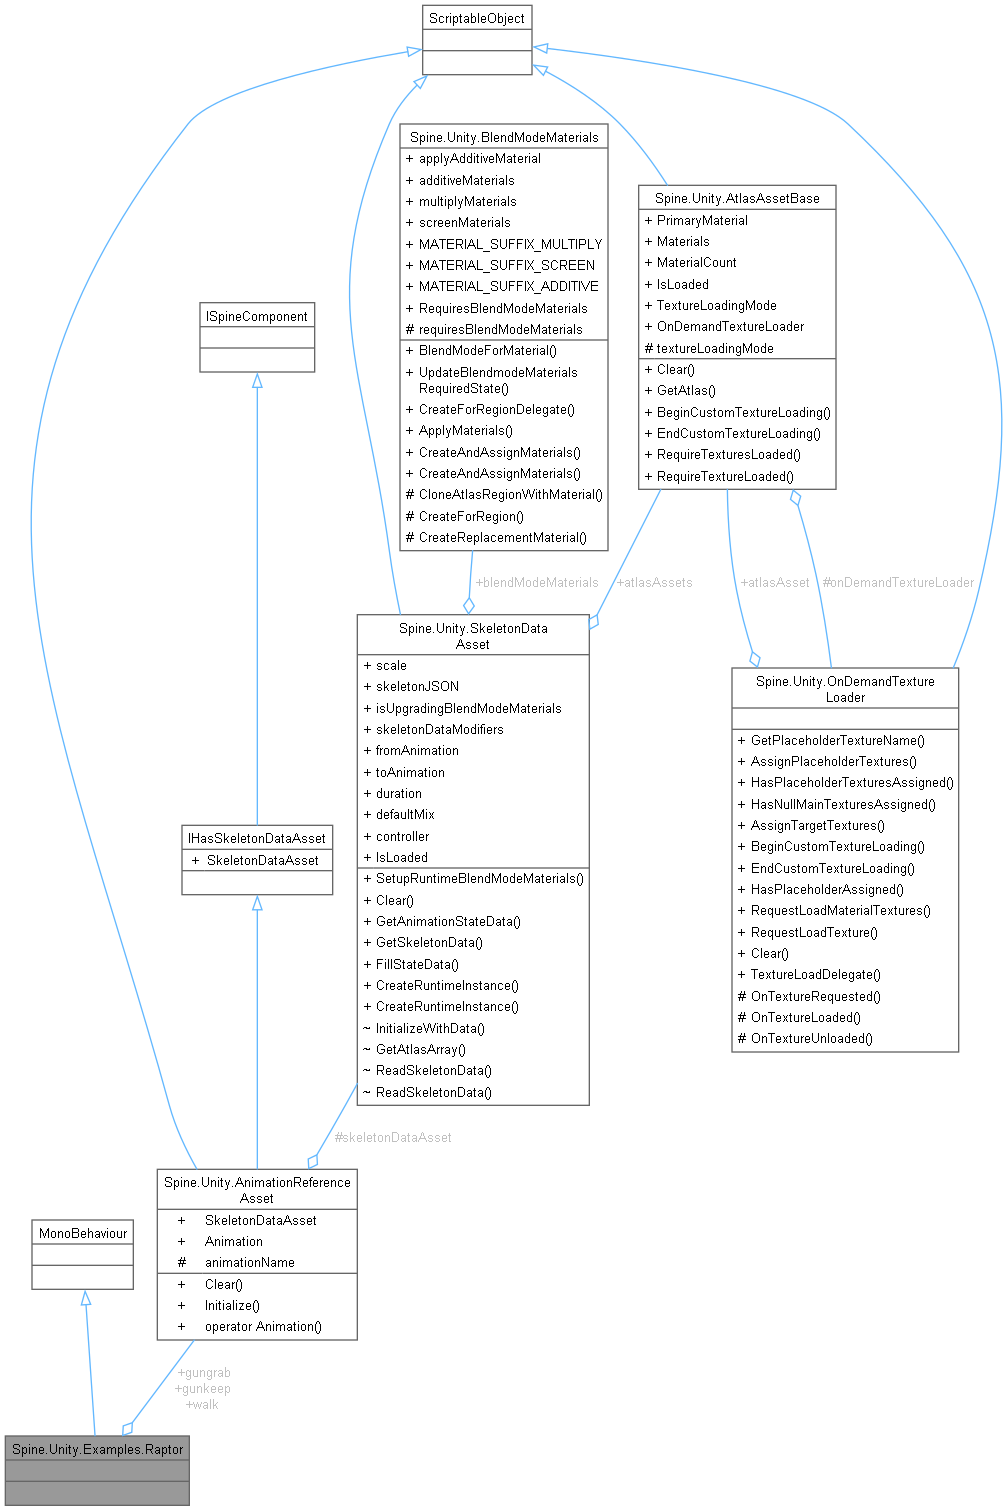 ScriptableObject
Spine.Unity.BlendModeMaterials
+ applyAdditiveMaterial
+ additiveMaterials
+ multiplyMaterials
+ screenMaterials
+ MATERIAL_SUFFIX_MULTIPLY
+ MATERIAL_SUFFIX_SCREEN
+ MATERIAL_SUFFIX_ADDITIVE
+ RequiresBlendModeMaterials
# requiresBlendModeMaterials
+ BlendModeForMaterial()
+ UpdateBlendmodeMaterials
RequiredState()
+ CreateForRegionDelegate()
+ ApplyMaterials()
+ CreateAndAssignMaterials()
+ CreateAndAssignMaterials()
# CloneAtlasRegionWithMaterial()
# CreateForRegion()
# CreateReplacementMaterial()
Spine.Unity.AtlasAssetBase
+ PrimaryMaterial
+ Materials
+ MaterialCount
+ IsLoaded
+ TextureLoadingMode
+ OnDemandTextureLoader
# textureLoadingMode
+ Clear()
+ GetAtlas()
+ BeginCustomTextureLoading()
+ EndCustomTextureLoading()
+ RequireTexturesLoaded()
+ RequireTextureLoaded()
ISpineComponent
+blendModeMaterials
+atlasAssets
+atlasAsset
#onDemandTextureLoader
Spine.Unity.SkeletonData
Asset
+ scale
+ skeletonJSON
+ isUpgradingBlendModeMaterials
+ skeletonDataModifiers
+ fromAnimation
+ toAnimation
+ duration
+ defaultMix
+ controller
+ IsLoaded
+ SetupRuntimeBlendModeMaterials()
+ Clear()
+ GetAnimationStateData()
+ GetSkeletonData()
+ FillStateData()
+ CreateRuntimeInstance()
+ CreateRuntimeInstance()
~ InitializeWithData()
~ GetAtlasArray()
~ ReadSkeletonData()
~ ReadSkeletonData()
Spine.Unity.OnDemandTexture
Loader
+ GetPlaceholderTextureName()
+ AssignPlaceholderTextures()
+ HasPlaceholderTexturesAssigned()
+ HasNullMainTexturesAssigned()
+ AssignTargetTextures()
+ BeginCustomTextureLoading()
+ EndCustomTextureLoading()
+ HasPlaceholderAssigned()
+ RequestLoadMaterialTextures()
+ RequestLoadTexture()
+ Clear()
+ TextureLoadDelegate()
# OnTextureRequested()
# OnTextureLoaded()
# OnTextureUnloaded()
IHasSkeletonDataAsset
+ SkeletonDataAsset
#skeletonDataAsset
Spine.Unity.AnimationReference
Asset
+ SkeletonDataAsset
+ Animation
# animationName
+ Clear()
+ Initialize()
+ operator Animation()
MonoBehaviour
+gungrab
+gunkeep
+walk
Spine.Unity.Examples.Raptor